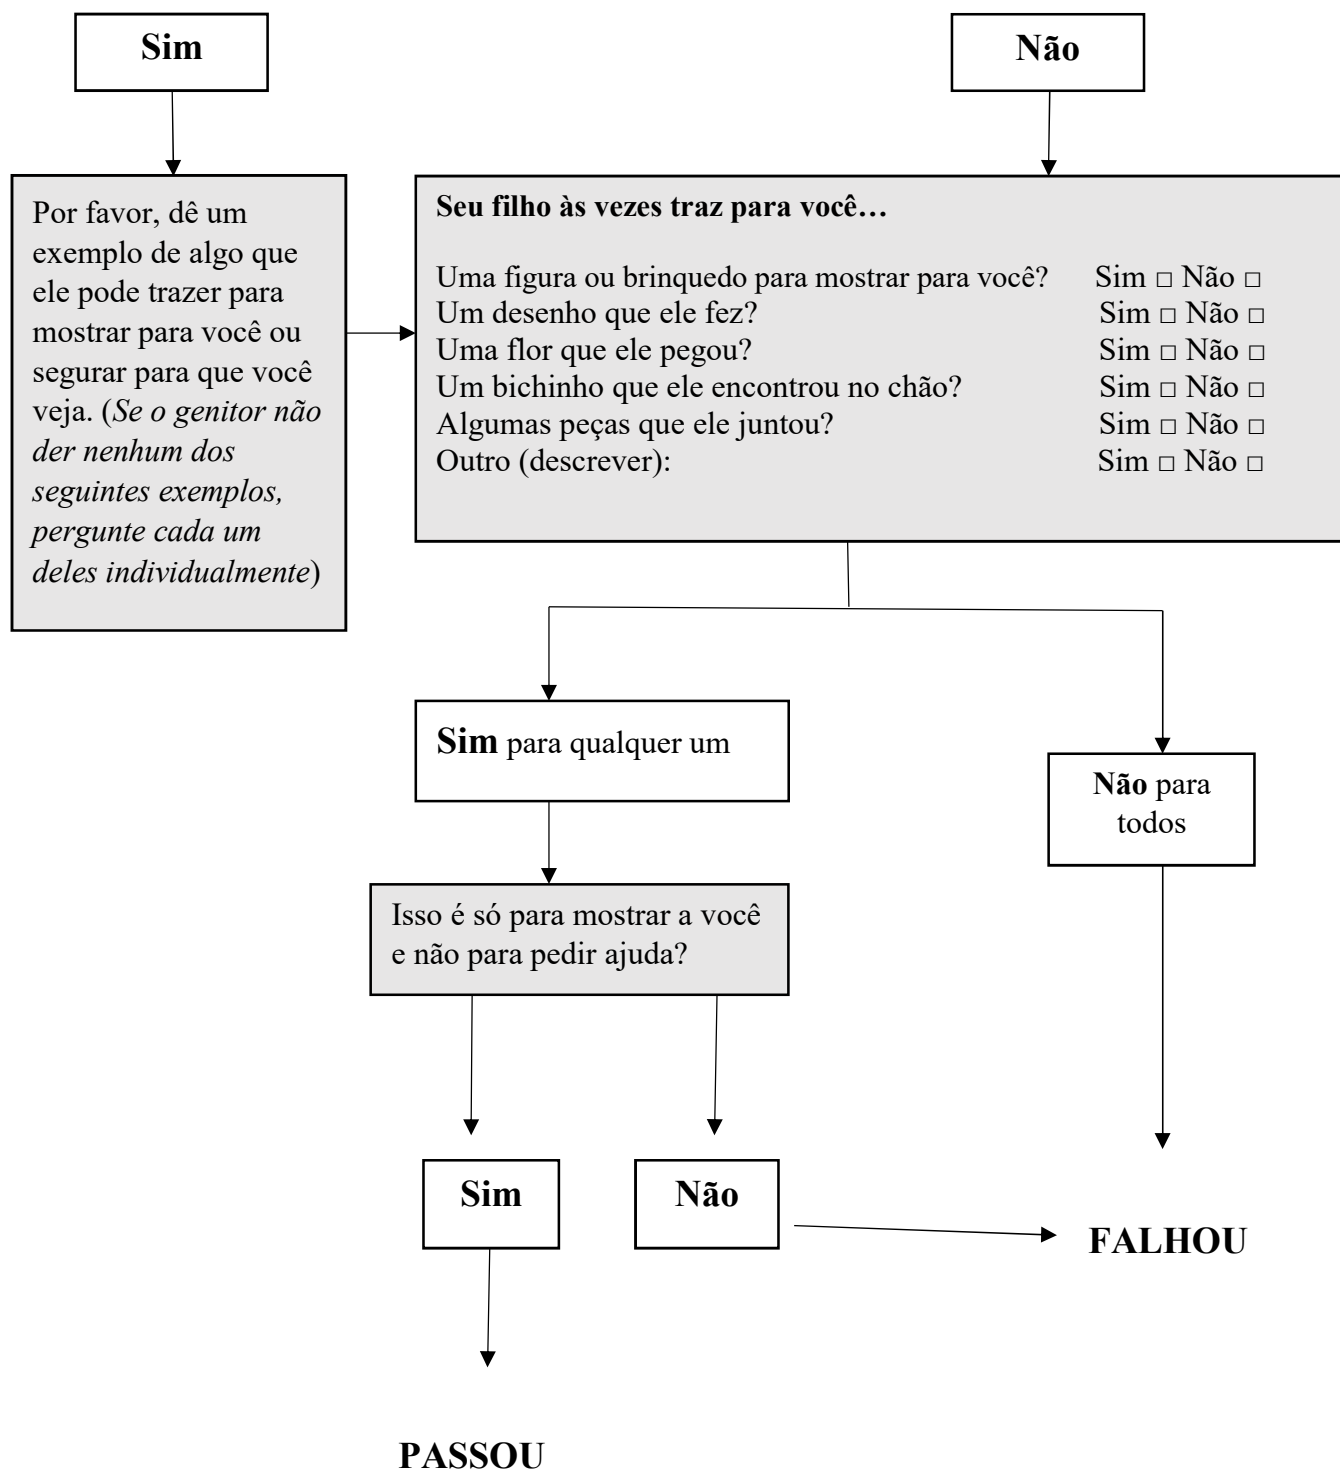 Sim
Não
Por favor, dê um
exemplo de algo que
ele pode trazer para
mostrar para você ou
segurar para que você
veja. (Se o genitor não
der nenhum dos
seguintes exemplos,
pergunte cada um
deles individualmente)
Seu filho às vezes traz para você…
Uma figura ou brinquedo para mostrar para você? Sim □ Não □
Um desenho que ele fez? Sim □ Não □
Uma flor que ele pegou? Sim □ Não □
Um bichinho que ele encontrou no chão? Sim □ Não □
Algumas peças que ele juntou? Sim □ Não □
Outro (descrever): Sim □ Não □
Sim para qualquer um
Não para
todos
Isso é só para mostrar a você
e não para pedir ajuda?
Sim
Não
FALHOU
PASSOU